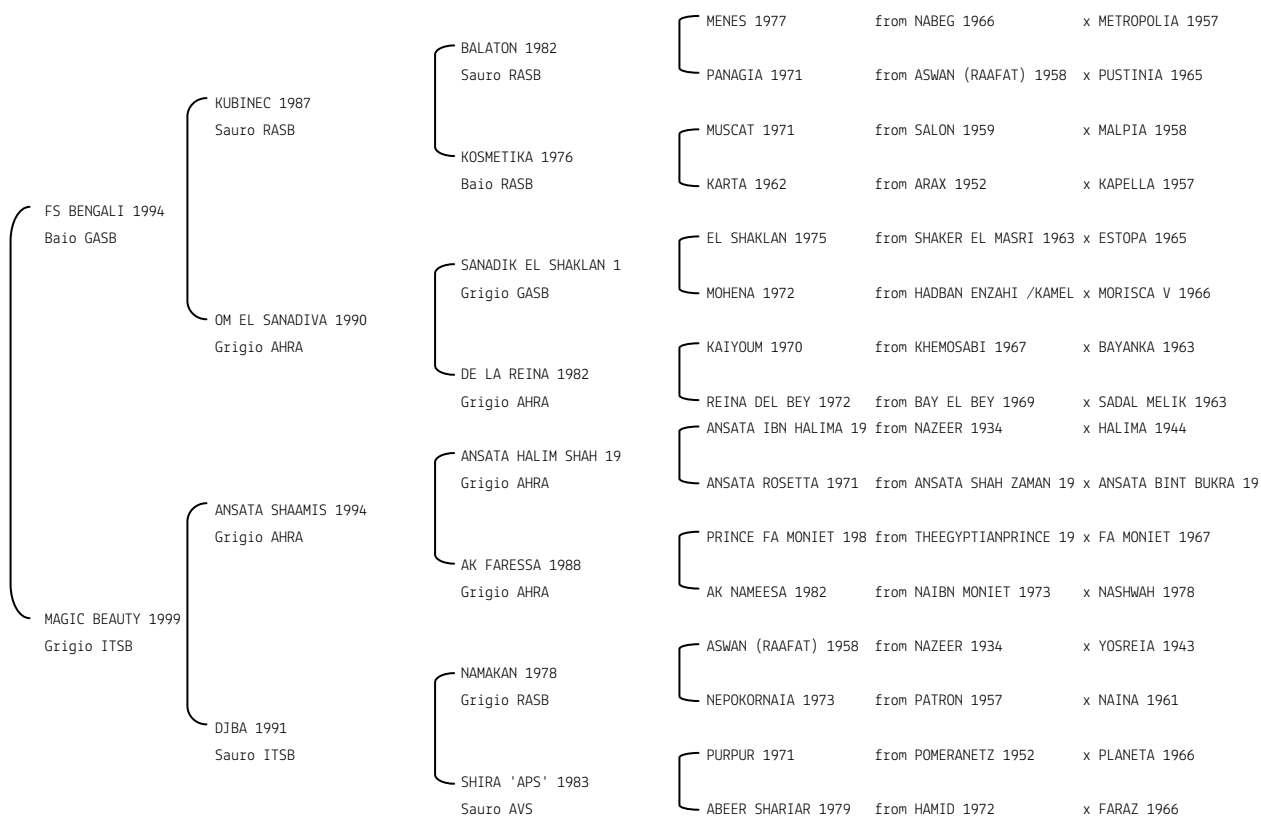 MENES 1977 from NABEG 1966 x METROPOLIA 1957
BALATON 1982
Sauro RASB
PANAGIA 1971 from ASWAN (RAAFAT) 1958 x PUSTINIA 1965
KUBINEC 1987
Sauro RASB
MUSCAT 1971 from SALON 1959 x MALPIA 1958
KOSMETIKA 1976
Baio RASB
KARTA 1962 from ARAX 1952 x KAPELLA 1957
FS BENGALI 1994
Baio GASB
EL SHAKLAN 1975 from SHAKER EL MASRI 1963 x ESTOPA 1965
SANADIK EL SHAKLAN 1
Grigio GASB
MOHENA 1972 from HADBAN ENZAHI /KAMEL x MORISCA V 1966
OM EL SANADIVA 1990
Grigio AHRA
KAIYOUM 1970 from KHEMOSABI 1967 x BAYANKA 1963
DE LA REINA 1982
Grigio AHRA
REINA DEL BEY 1972 from BAY EL BEY 1969 x SADAL MELIK 1963
ANSATA IBN HALIMA 19 from NAZEER 1934 x HALIMA 1944
ANSATA HALIM SHAH 19
Grigio AHRA
ANSATA ROSETTA 1971 from ANSATA SHAH ZAMAN 19 x ANSATA BINT BUKRA 19
ANSATA SHAAMIS 1994
Grigio AHRA
PRINCE FA MONIET 198 from THEEGYPTIANPRINCE 19 x FA MONIET 1967
AK FARESSA 1988
Grigio AHRA
AK NAMEESA 1982 from NAIBN MONIET 1973 x NASHWAH 1978
MAGIC BEAUTY 1999
Grigio ITSB
ASWAN (RAAFAT) 1958 from NAZEER 1934 x YOSREIA 1943
NAMAKAN 1978
Grigio RASB
NEPOKORNAIA 1973 from PATRON 1957 x NAINA 1961
DJBA 1991
Sauro ITSB
PURPUR 1971 from POMERANETZ 1952 x PLANETA 1966
SHIRA 'APS' 1983
Sauro AVS
ABEER SHARIAR 1979 from HAMID 1972 x FARAZ 1966